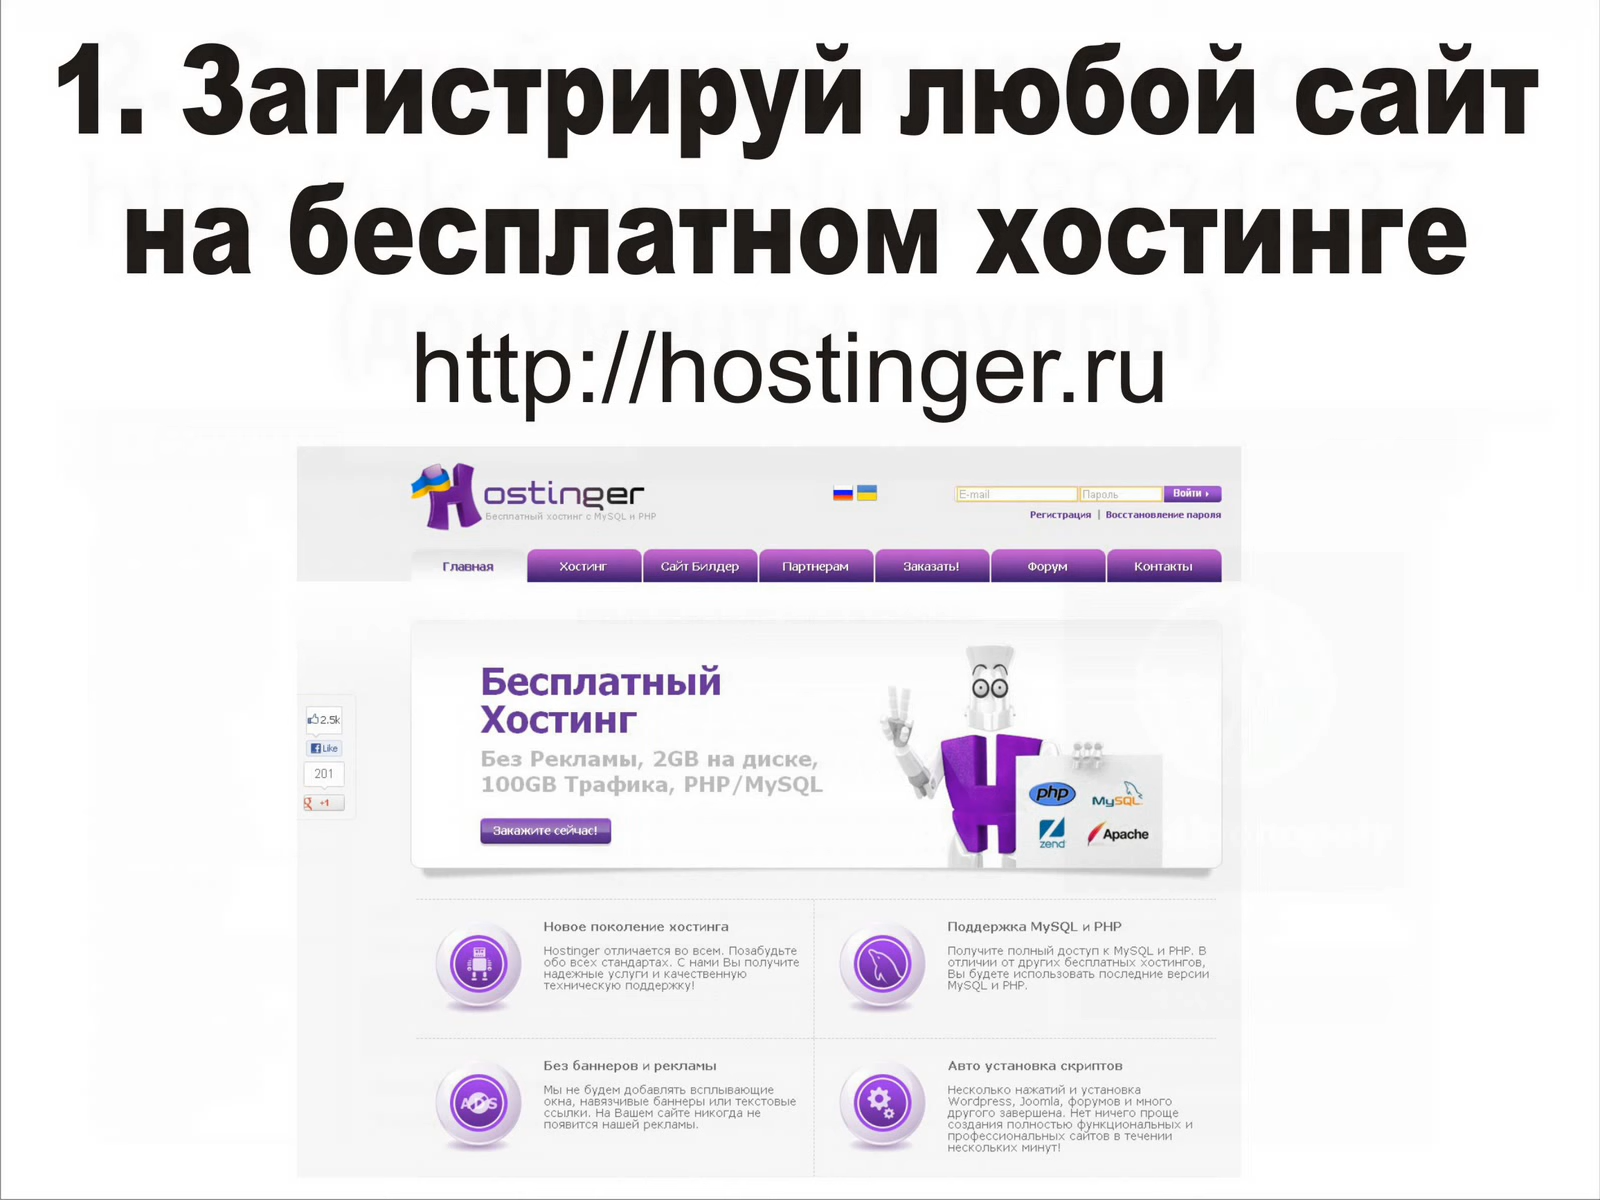 1. Загистрируй любой сайт
на бесплатном хостинге
http://hostinger.ru
Hostinger
Бесплатный хостинг с MySQL и PHP
E-mail
Пароль
Войти
Регистрация | Восстановление пароля
Главная
Хостинг
Сайт Билдер
Партнерам
Заказать!
Форум
Контакты
Бесплатный
Хостинг
Без Рекламы, 2GB на диске,
100GB Трафика, PHP/MySQL
Закажите сейчас!
php
MySQL
zend
Apache
2.5k
Like
201
+1
Новое поколение хостинга
Hostinger отличается во всем. Позабудьте
обо всех стандартах. С нами Вы получите
надежные услуги и качественную
техническую поддержку!
Поддержка MySQL и PHP
Получите полный доступ к MySQL и PHP. В
отличии от других бесплатных хостингов,
Вы будете использовать последние версии
MySQL и PHP.
Без баннеров и рекламы
Мы не будем добавлять всплывающие
окна, навязчивые баннеры или текстовые
ссылки. На Вашем сайте никогда не
появится нашей рекламы.
ADS
Авто установка скриптов
Несколько нажатий и установка
Wordpress, Joomla, форумов и много
другого завершена. Нет ничего проще
создания полностью функциональных и
профессиональных сайтов в течении
нескольких минут!